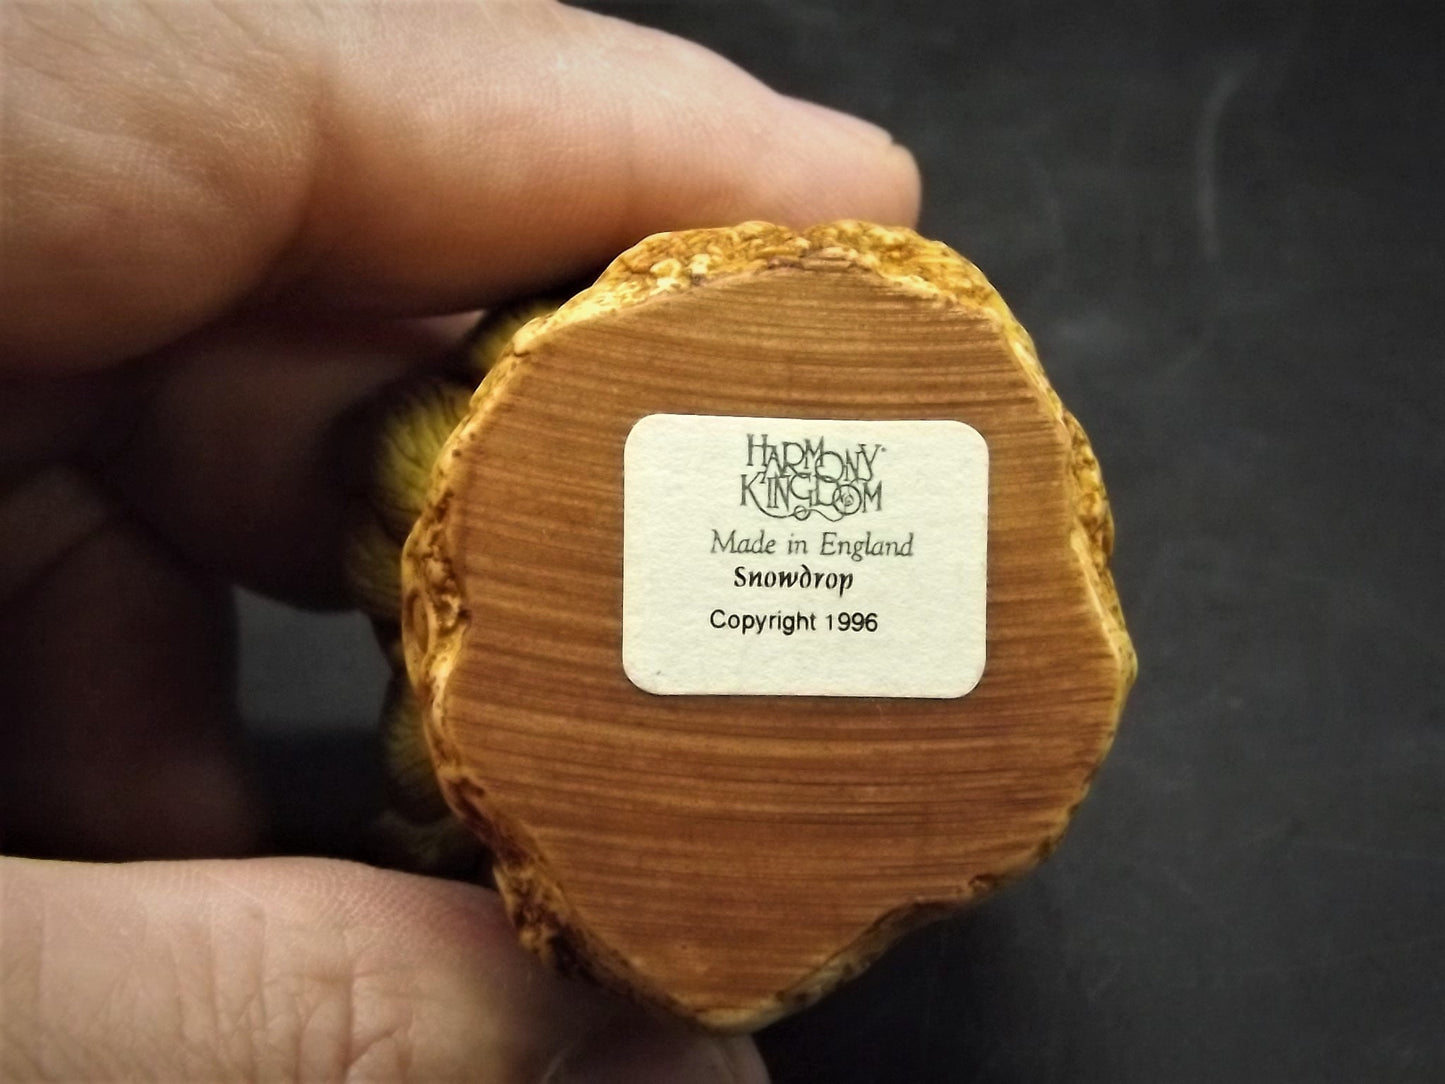 HARMONY
KINGDOM
Made in England
Snowdrop
Copyright 1996